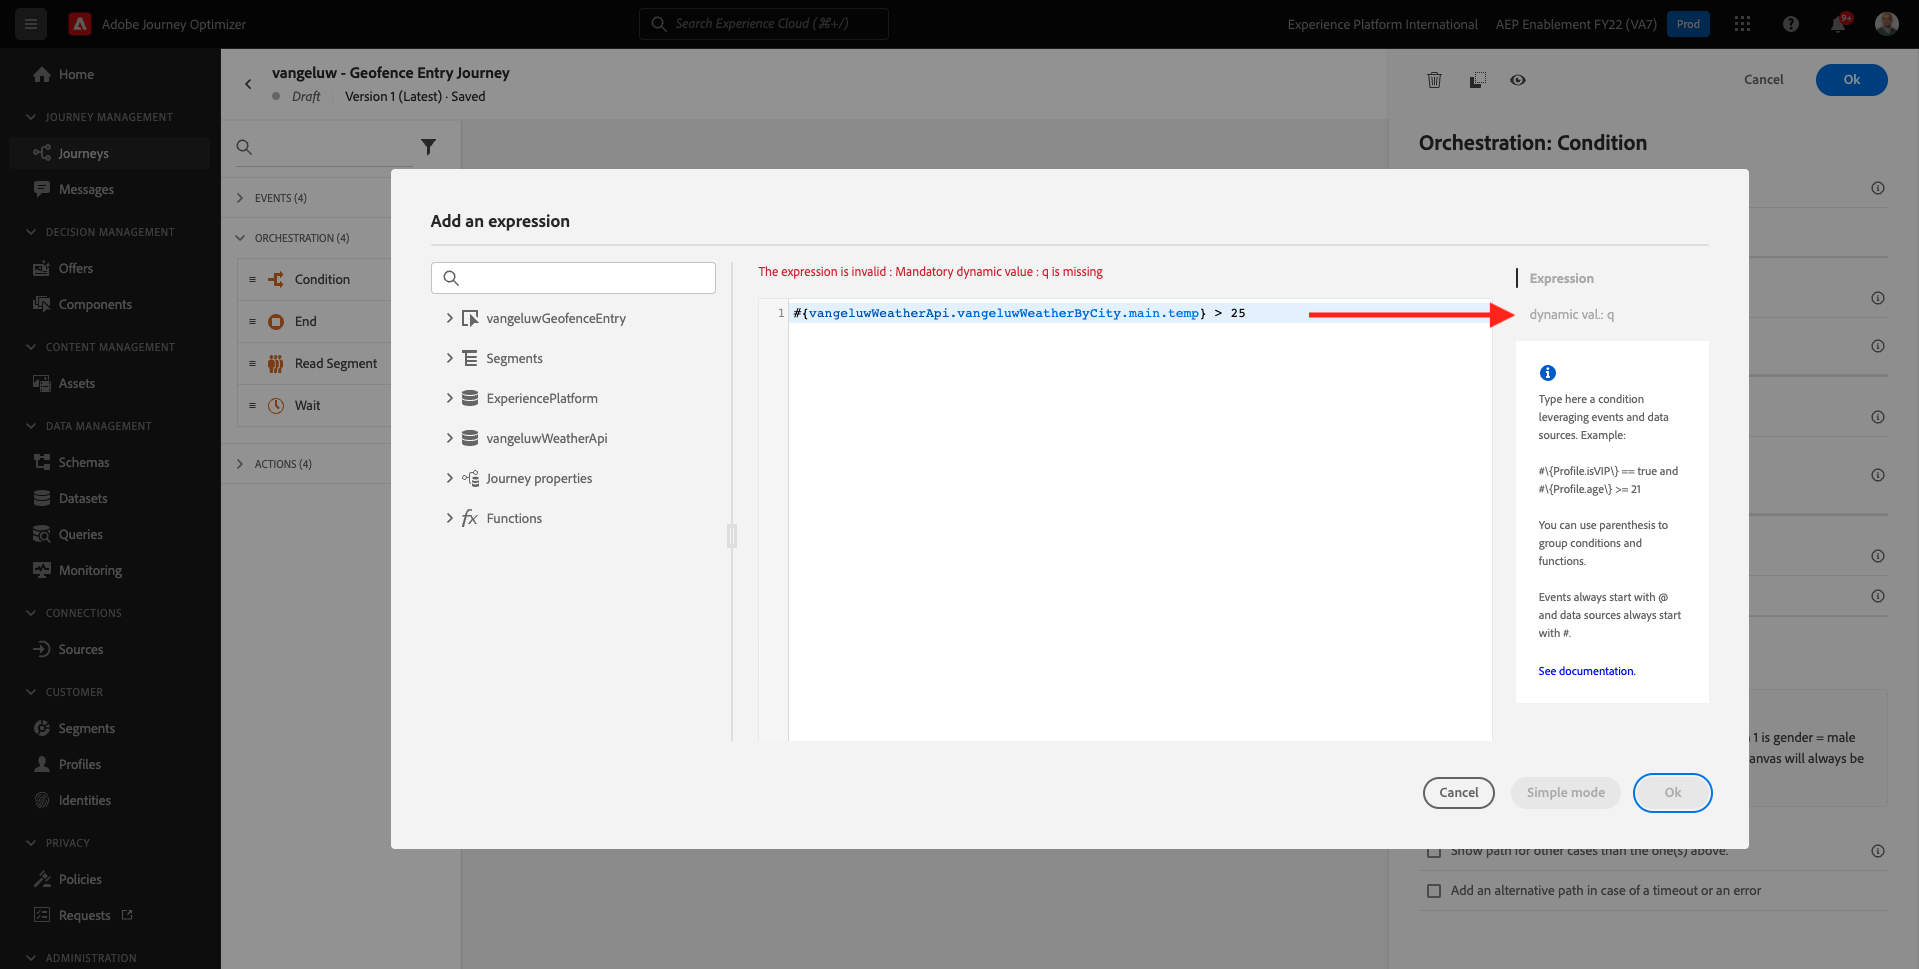 Adobe Journey Optimizer
Search Experience Cloud (⌘+/)
Experience Platform International
AEP Enablement FY22 (VA7)
Prod
9+
Home
JOURNEY MANAGEMENT
Journeys
Messages
DECISION MANAGEMENT
Offers
Components
CONTENT MANAGEMENT
Assets
DATA MANAGEMENT
Schemas
Datasets
Queries
Monitoring
CONNECTIONS
Sources
CUSTOMER
Segments
Profiles
Identities
PRIVACY
Policies
Requests
ADMINISTRATION
vangeluw - Geofence Entry Journey
Draft
Version 1 (Latest) · Saved
EVENTS (4)
ORCHESTRATION (4)
Condition
End
Read Segment
Wait
ACTIONS (4)
Cancel
Ok
Orchestration: Condition
Add an expression
vangeluwGeofenceEntry
Segments
ExperiencePlatform
vangeluwWeatherApi
Journey properties
Functions
The expression is invalid : Mandatory dynamic value : q is missing
1 #{vangeluwWeatherApi.vangeluwWeatherByCity.main.temp} > 25
Expression
dynamic val.: q
Type here a condition
leveraging events and data
sources. Example:
#\{Profile.isVIP\} == true and
#\{Profile.age\} >= 21
You can use parenthesis to
group conditions and
functions.
Events always start with @
and data sources always start
with #.
See documentation.
Cancel
Simple mode
Ok
1 is gender = male
anvas will always be
Show path for other cases than the one(s) above.
Add an alternative path in case of a timeout or an error